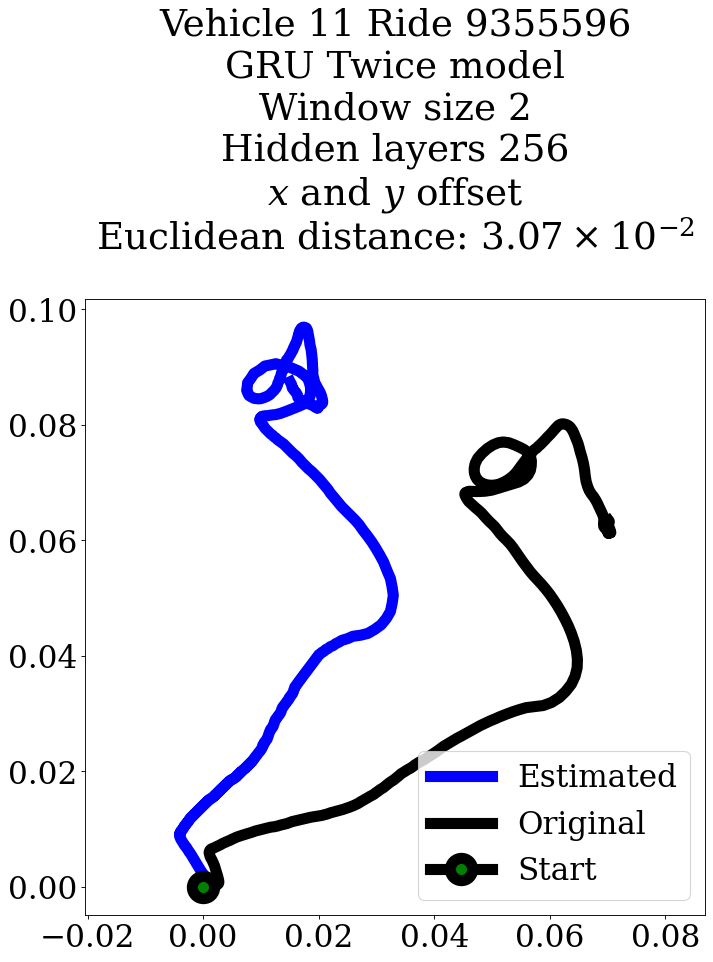 Vehicle 11 Ride 9355596
GRU Twice model
Window size 2
Hidden layers 256
x and y offset
Euclidean distance: 3.07 × 10⁻²
0.10
0.08
0.06
0.04
0.02
0.00
Estimated
Original
Start
−0.02 0.00 0.02 0.04 0.06 0.08